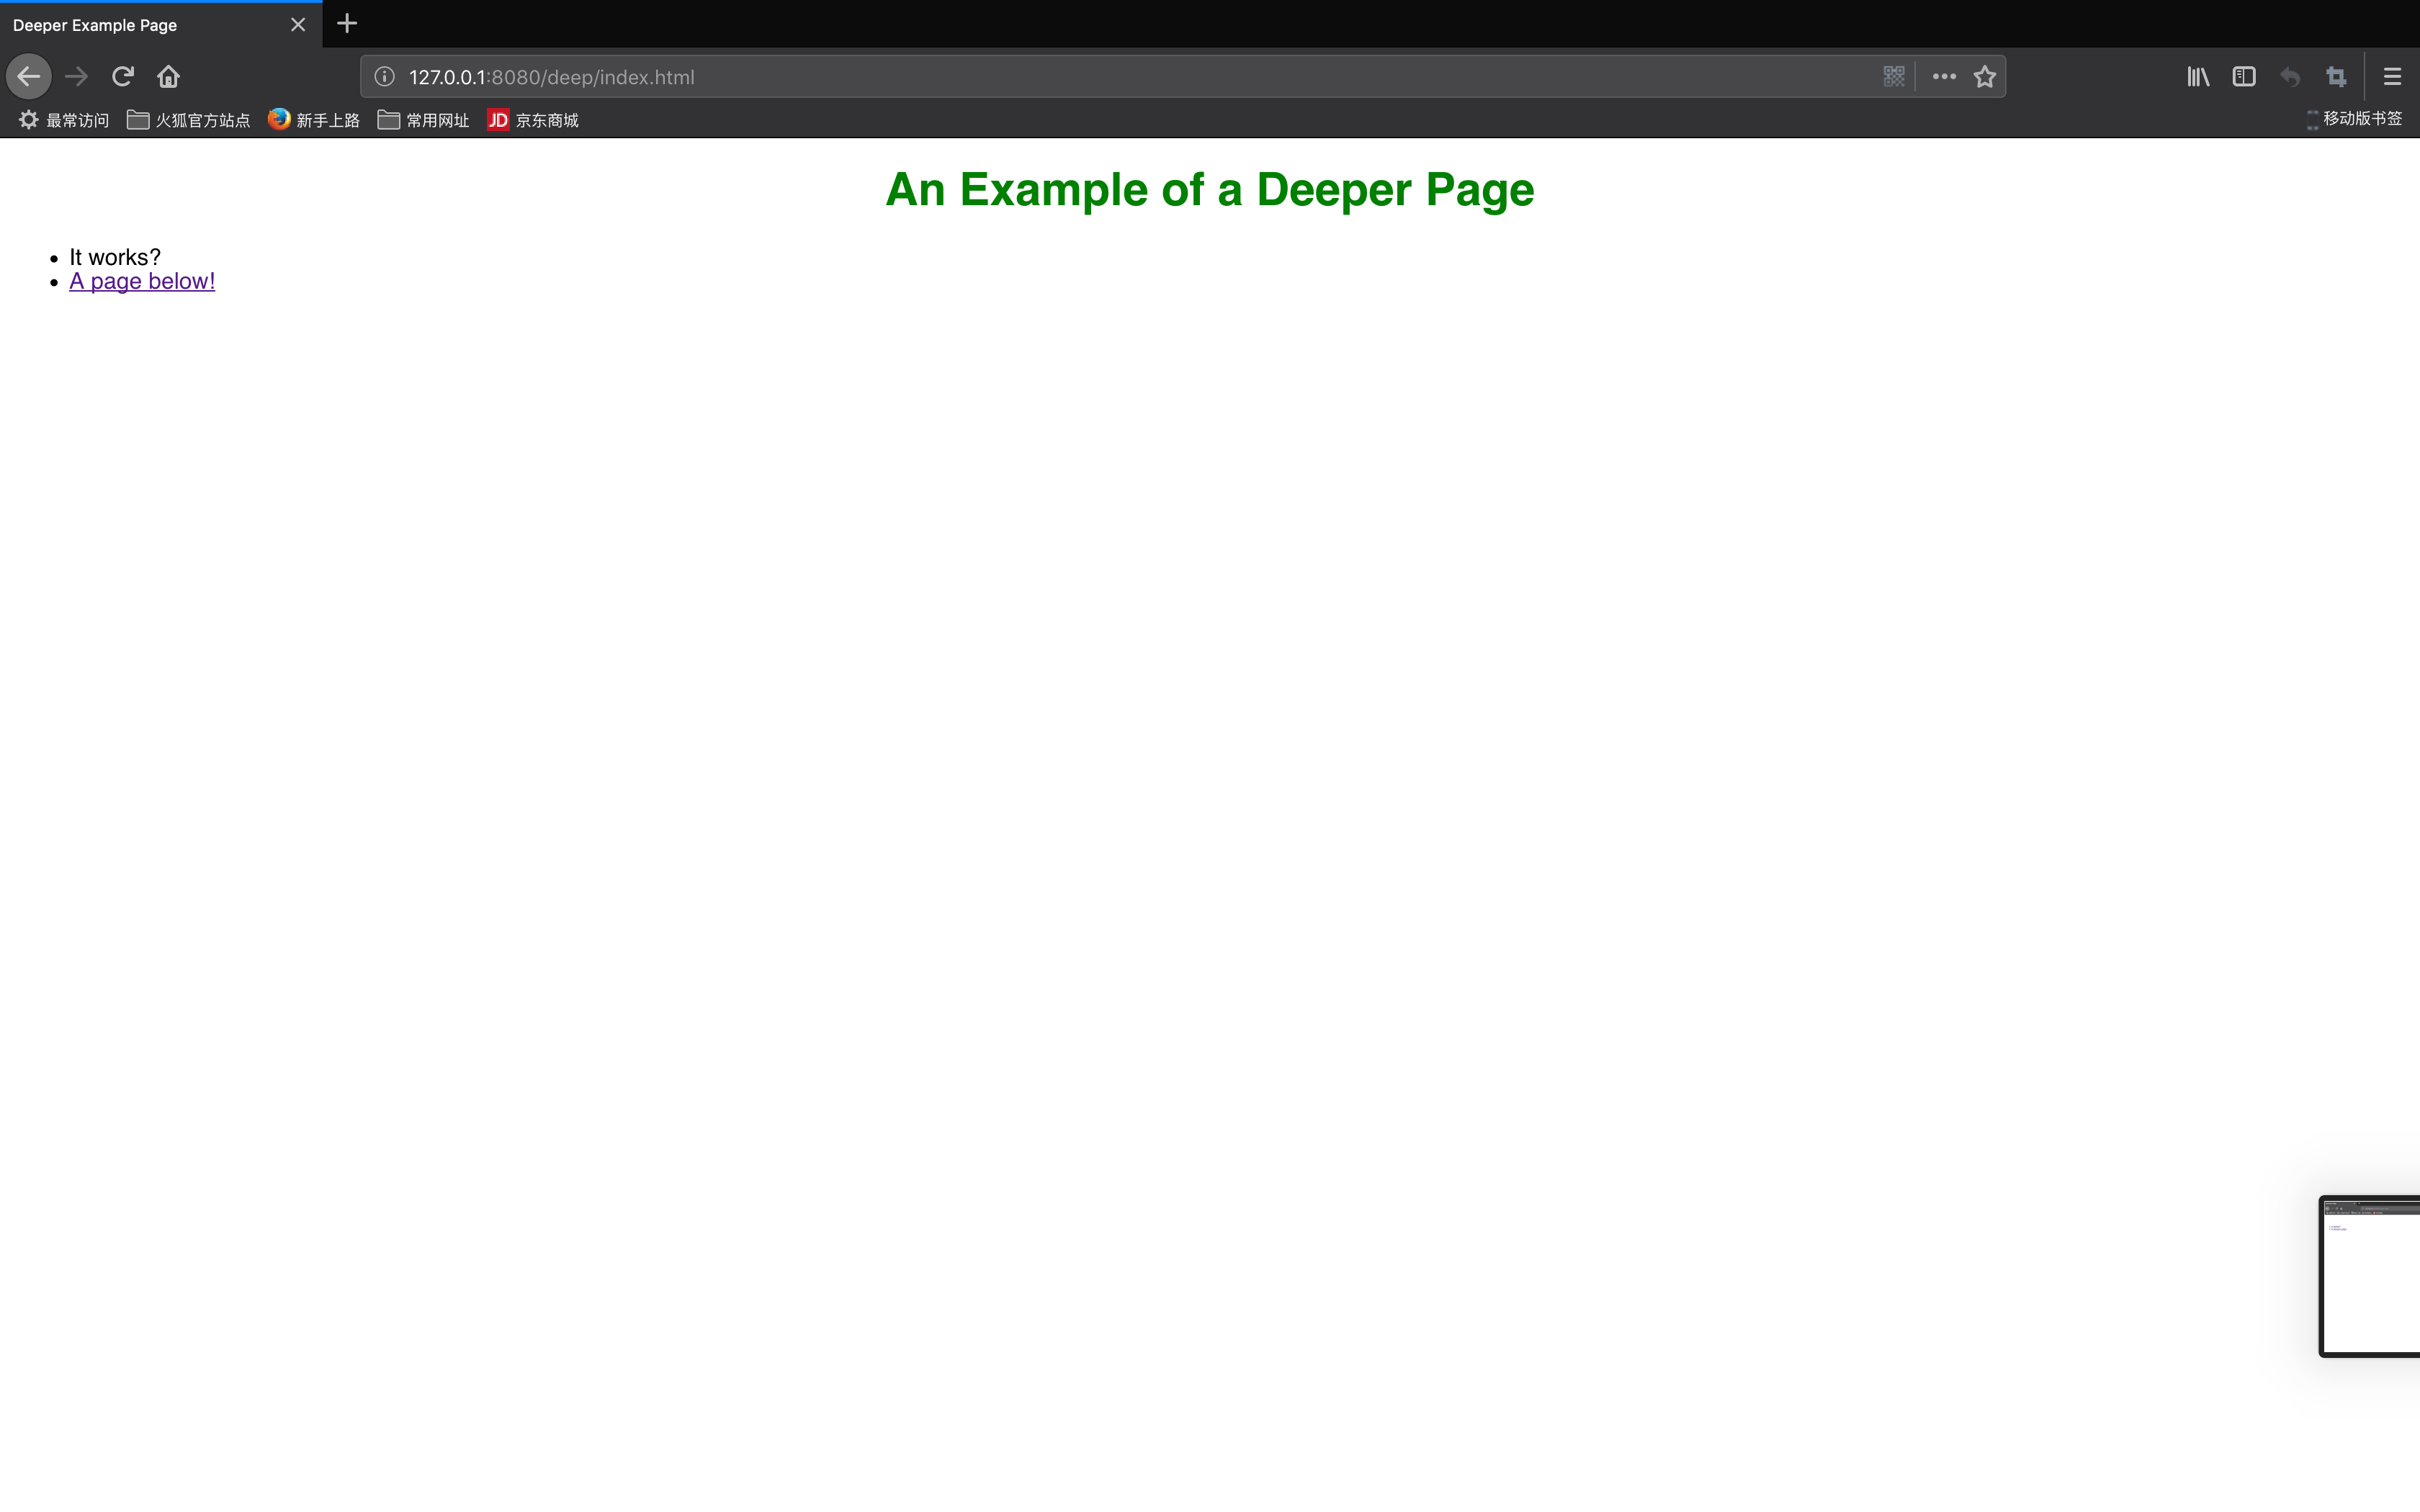 Deeper Example Page
127.0.0.1:8080/deep/index.html
最常访问 火狐官方站点 新手上路 常用网址 JD 京东商城 移动版书签
An Example of a Deeper Page
It works?
A page below!